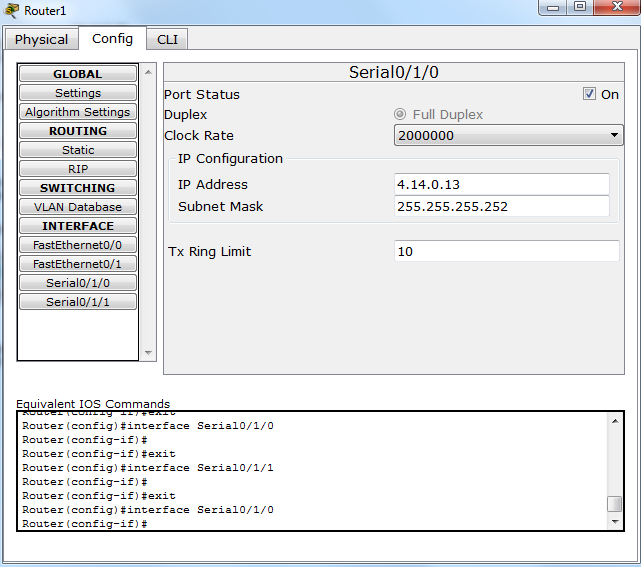 Router1
Physical
Config
CLI
GLOBAL
Settings
Algorithm Settings
ROUTING
Static
RIP
SWITCHING
VLAN Database
INTERFACE
FastEthernet0/0
FastEthernet0/1
Serial0/1/0
Serial0/1/1
Serial0/1/0
Port Status
On
Duplex
Full Duplex
Clock Rate
2000000
IP Configuration
IP Address
4.14.0.13
Subnet Mask
255.255.255.252
Tx Ring Limit
10
Equivalent IOS Commands
Router(config-if)#exit
Router(config)#interface Serial0/1/0
Router(config-if)#
Router(config-if)#exit
Router(config)#interface Serial0/1/1
Router(config-if)#
Router(config-if)#exit
Router(config)#interface Serial0/1/0
Router(config-if)#